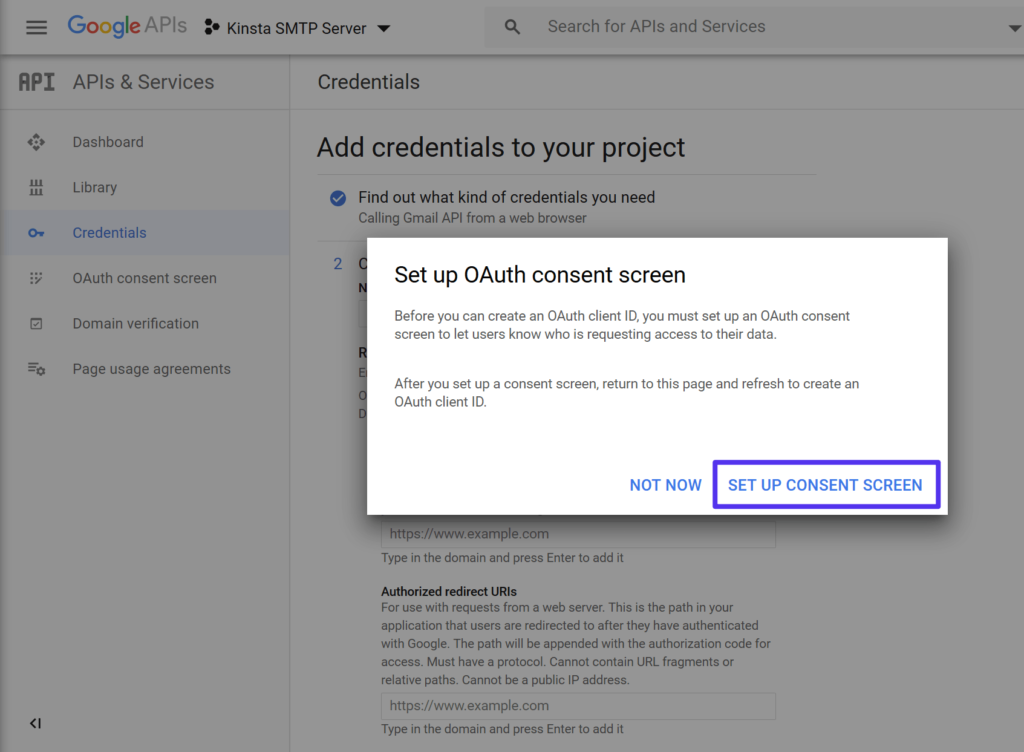 Google APIs
Kinsta SMTP Server
Search for APIs and Services
API APIs & Services
Credentials
Dashboard
Library
Credentials
OAuth consent screen
Domain verification
Page usage agreements
Add credentials to your project
Find out what kind of credentials you need
Calling Gmail API from a web browser
2
Set up OAuth consent screen
Before you can create an OAuth client ID, you must set up an OAuth consent
screen to let users know who is requesting access to their data.
After you set up a consent screen, return to this page and refresh to create an
OAuth client ID.
NOT NOW
SET UP CONSENT SCREEN
https://www.example.com
Type in the domain and press Enter to add it
Authorized redirect URIs
For use with requests from a web server. This is the path in your
application that users are redirected to after they have authenticated
with Google. The path will be appended with the authorization code for
access. Must have a protocol. Cannot contain URL fragments or
relative paths. Cannot be a public IP address.
https://www.example.com
Type in the domain and press Enter to add it